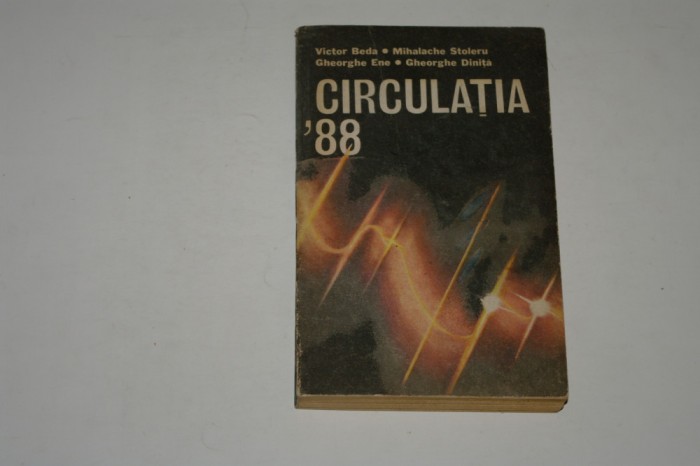 Victor Beda • Mihalache Stoleru
Gheorghe Ene • Gheorghe Diniță
CIRCULAȚIA
'88